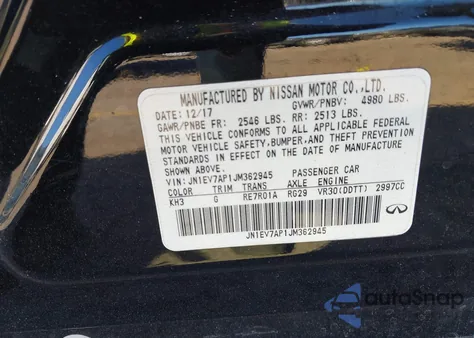 MANUFACTURED BY NISSAN MOTOR CO.,LTD.
DATE: 12/17 GVWR/PNBV: 4980 LBS.
GAWR/PNBE FR: 2546 LBS. RR: 2513 LBS.
THIS VEHICLE CONFORMS TO ALL APPLICABLE FEDERAL
MOTOR VEHICLE SAFETY,BUMPER,AND THEFT PREVENTION
STANDARDS IN EFFECT ON THE DATE OF MANUFACTURE
SHOWN ABOVE.
VIN:JN1EV7AP1JM362945 PASSENGER CAR
COLOR TRIM TRANS AXLE ENGINE
KH3 G RE7R01A RG29 VR30(DDTT) 2997CC
JN1EV7AP1JM362945
autoSnap